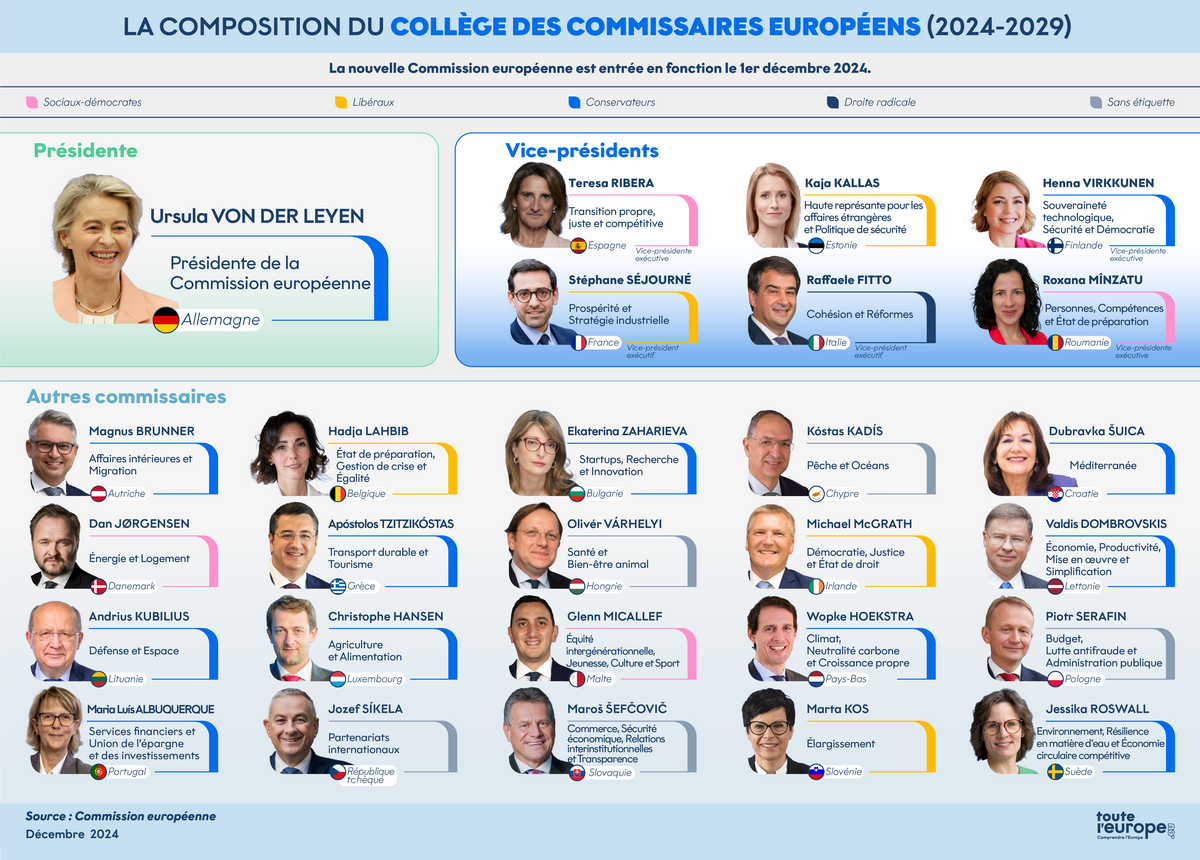 LA COMPOSITION DU COLLÈGE DES COMMISSAIRES EUROPÉENS (2024-2029)
La nouvelle Commission européenne est entrée en fonction le 1er décembre 2024.
Sociaux-démocrates
Libéraux
Conservateurs
Droite radicale
Sans étiquette
Présidente
Ursula VON DER LEYEN
Présidente de la
Commission européenne
Allemagne
Vice-présidents
Teresa RIBERA
Transition propre,
juste et compétitive
Espagne
Vice-présidente
exécutive
Kaja KALLAS
Haute représante pour les
affaires étrangères
et Politique de sécurité
Estonie
Henna VIRKKUNEN
Souveraineté
technologique,
Sécurité et Démocratie
Finlande
Vice-présidente
exécutive
Stéphane SÉJOURNÉ
Prospérité et
Stratégie industrielle
France
Vice-président
exécutif
Raffaele FITTO
Cohésion et Réformes
Italie
Vice-président
exécutif
Roxana MÎNZATU
Personnes, Compétences
et État de préparation
Roumanie
Vice-présidente
exécutive
Autres commissaires
Magnus BRUNNER
Affaires intérieures et
Migration
Autriche
Hadja LAHBIB
État de préparation,
Gestion de crise et
Égalité
Belgique
Ekaterina ZAHARIEVA
Startups, Recherche
et Innovation
Bulgarie
Kóstas KADÍS
Pêche et Océans
Chypre
Dubravka ŠUICA
Méditerranée
Croatie
Dan JØRGENSEN
Énergie et Logement
Danemark
Apóstolos TZITZIKÓSTAS
Transport durable et
Tourisme
Grèce
Olivér VÁRHELYI
Santé et
Bien-être animal
Hongrie
Michael McGRATH
Démocratie, Justice
et État de droit
Irlande
Valdis DOMBROVSKIS
Économie, Productivité,
Mise en œuvre et
Simplification
Lettonie
Andrius KUBILIUS
Défense et Espace
Lituanie
Christophe HANSEN
Agriculture
et Alimentation
Luxembourg
Glenn MICALLEF
Équité
intergénérationnelle,
Jeunesse, Culture et Sport
Malte
Wopke HOEKSTRA
Climat,
Neutralité carbone
et Croissance propre
Pays-Bas
Piotr SERAFIN
Budget,
Lutte antifraude et
Administration publique
Pologne
Maria Luís ALBUQUERQUE
Services financiers et
Union de l'épargne
et des investissements
Portugal
Jozef SÍKELA
Partenariats
internationaux
République
tchèque
Maroš ŠEFČOVIČ
Commerce, Sécurité
économique, Relations
interinstitutionnelles
et Transparence
Slovaquie
Marta KOS
Élargissement
Slovénie
Jessika ROSWALL
Environnement, Résilience
en matière d'eau et Économie
circulaire compétitive
Suède
Source : Commission européenne
Décembre 2024
toute
l'europe.eu
Comprendre l'Europe